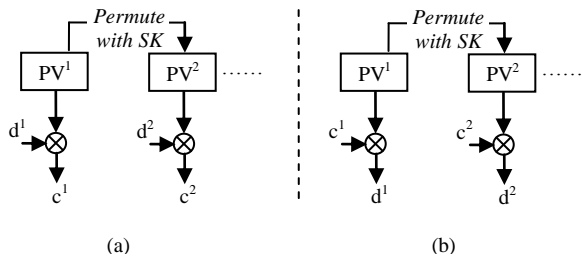 Permute
with SK
PV¹ PV² ......
d¹ d²
c¹ c²
(a)
Permute
with SK
PV¹ PV² ......
c¹ c²
d¹ d²
(b)